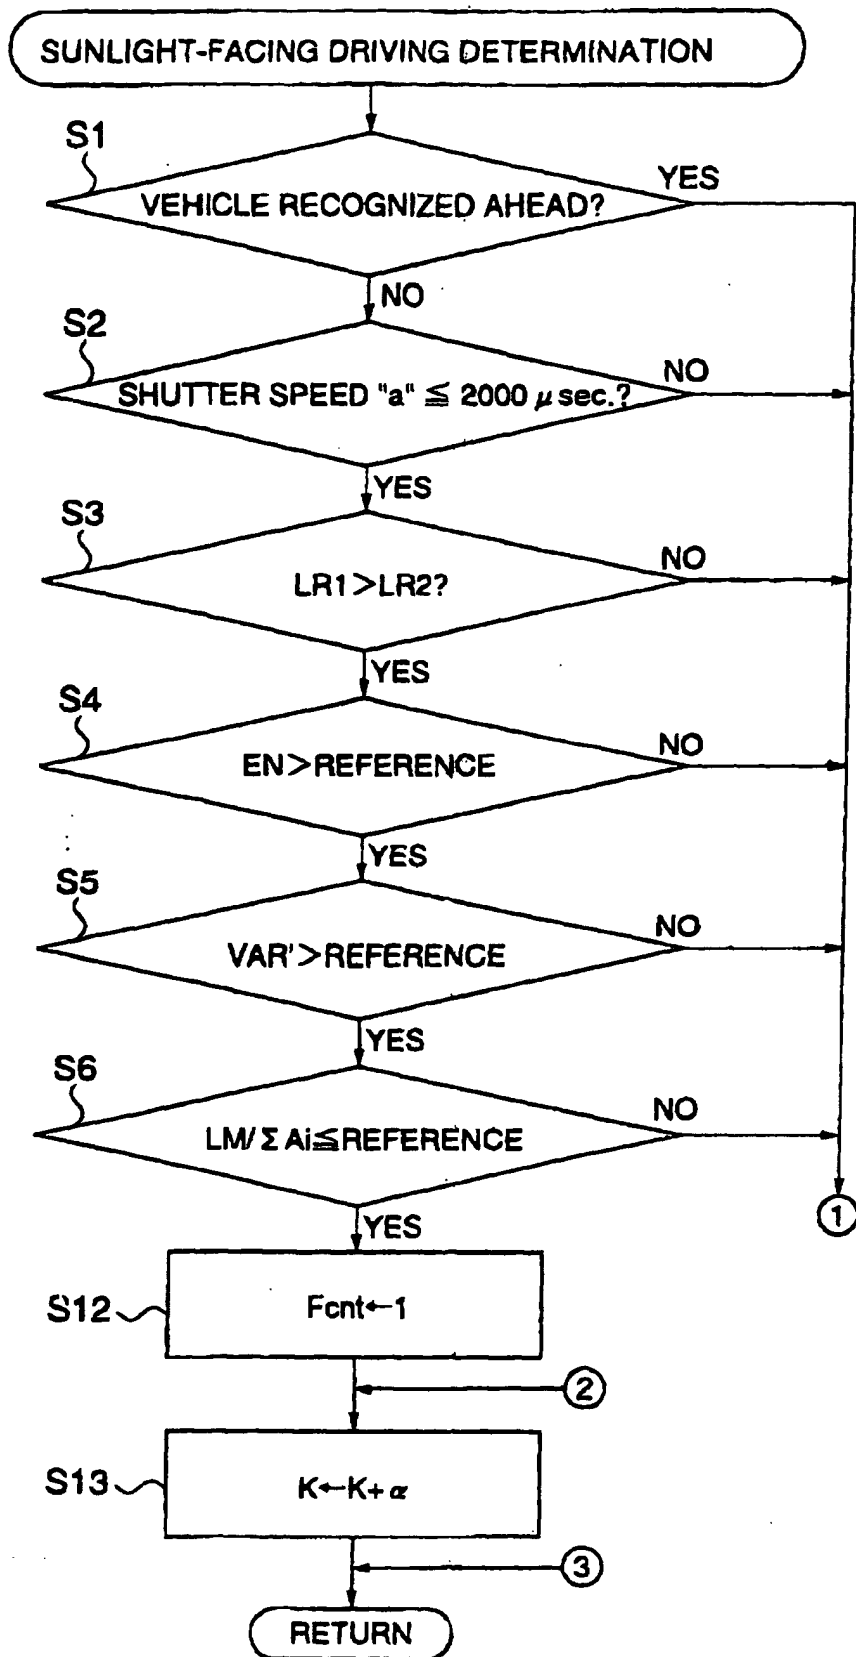 SUNLIGHT-FACING DRIVING DETERMINATION
S1
VEHICLE RECOGNIZED AHEAD?
YES
NO
S2
SHUTTER SPEED "a" ≦ 2000 μ sec.?
NO
YES
S3
LR1>LR2?
NO
YES
S4
EN>REFERENCE
NO
YES
S5
VAR'>REFERENCE
NO
YES
S6
LM/ΣAi≦REFERENCE
NO
YES
①
S12
Fcnt←1
②
S13
K←K+α
③
RETURN